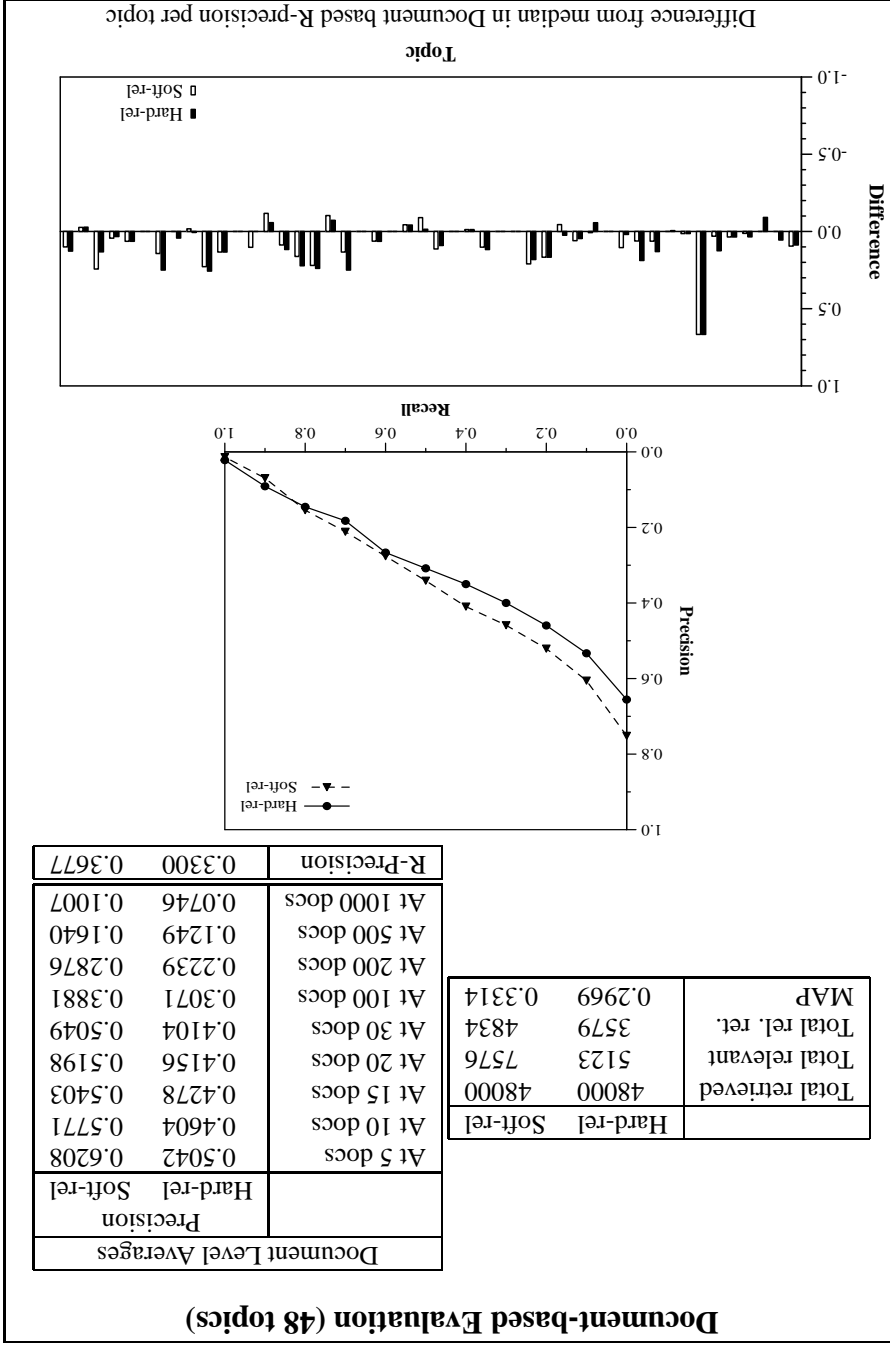 Document-based Evaluation (48 topics)
Hard-rel Soft-rel
Total retrieved 48000 48000
Total relevant 5123 7576
Total rel. ret. 3579 4834
MAP 0.2969 0.3314
Document Level Averages
Precision
Hard-rel Soft-rel
At 5 docs 0.5042 0.6208
At 10 docs 0.4604 0.5771
At 15 docs 0.4278 0.5403
At 20 docs 0.4156 0.5198
At 30 docs 0.4104 0.5049
At 100 docs 0.3071 0.3881
At 200 docs 0.2239 0.2876
At 500 docs 0.1249 0.1640
At 1000 docs 0.0746 0.1007
R-Precision 0.3300 0.3677
1.0
0.8
0.6
0.4
0.2
0.0
Precision
Hard-rel
Soft-rel
0.0 0.2 0.4 0.6 0.8 1.0
Recall
1.0
0.5
0.0
-0.5
-1.0
Difference
Hard-rel
Soft-rel
Topic
Difference from median in Document based R-precision per topic